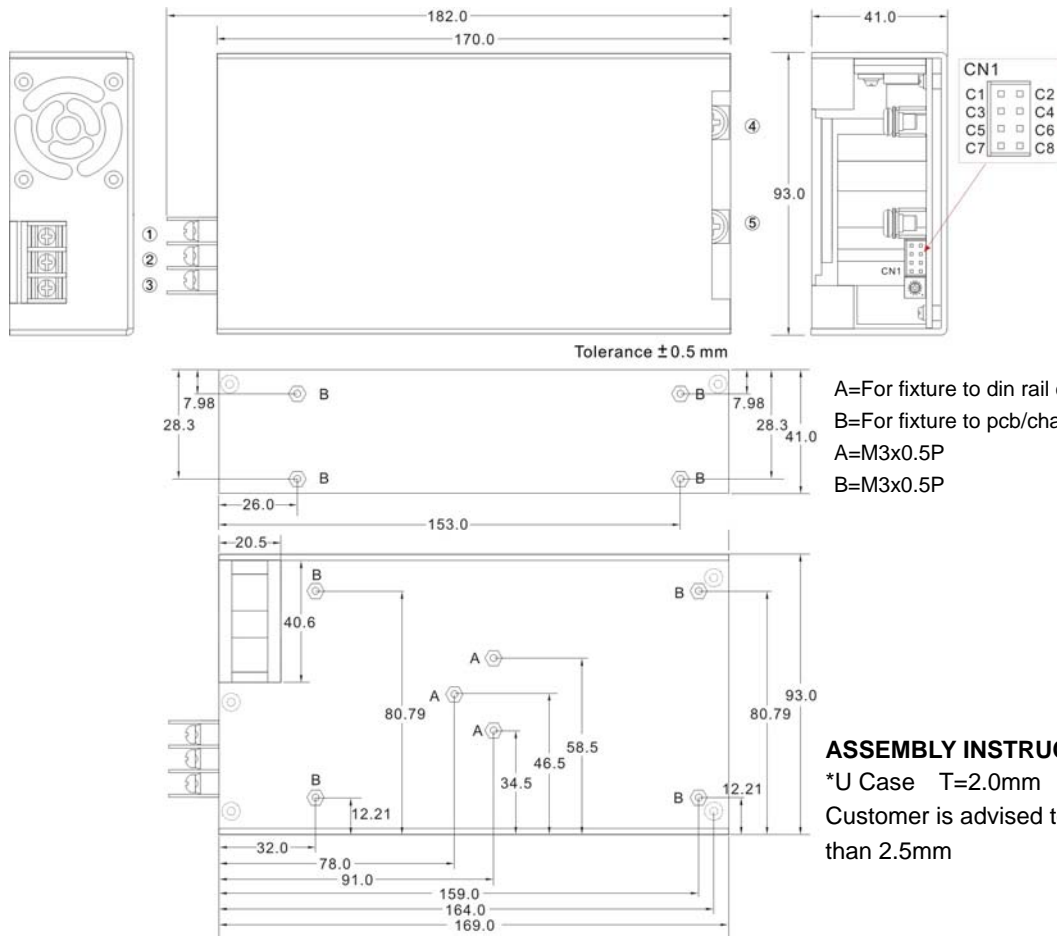 182.0
170.0
41.0
CN1
C1 C2
C3 C4
C5 C6
C7 C8
④
93.0
① ⑤
②
③
CN1
Tolerance ±0.5 mm
B B
7.98 7.98
28.3 28.3
41.0
B B
26.0
153.0
A=For fixture to din rail
B=For fixture to
A=M3x0.5P
B=M3x0.5P
20.5
B B
40.6
A
A
A
80.79 80.79
93.0
58.5
46.5
34.5
B B
12.21 12.21
32.0
78.0
91.0
159.0
164.0
169.0
ASSEMBLY
*U Case T=2.0mm
Customer is advised
than 2.5mm